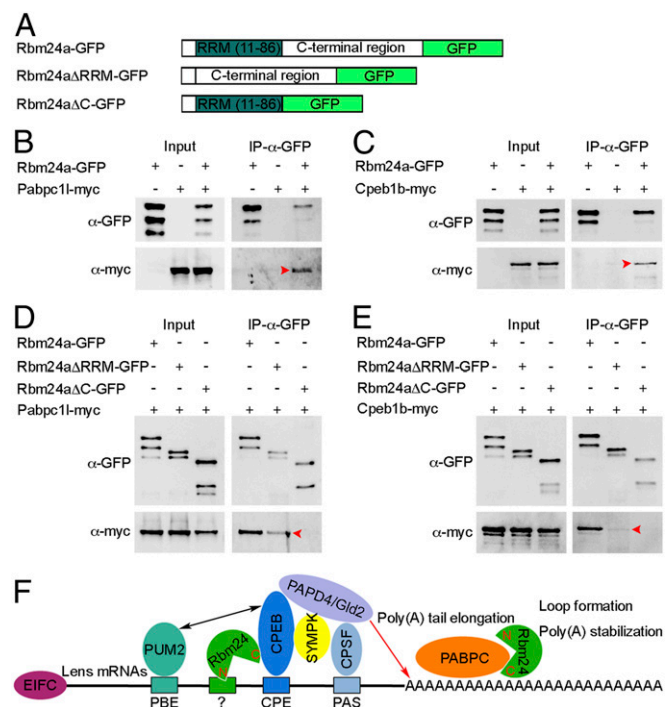 A
Rbm24a-GFP
RRM (11-86) C-terminal region GFP
Rbm24aΔRRM-GFP
C-terminal region GFP
Rbm24aΔC-GFP
RRM (11-86) GFP
B
Input IP-α-GFP
Rbm24a-GFP + - + + - +
Pabpc1l-myc - + + - + +
α-GFP
α-myc
C
Input IP-α-GFP
Rbm24a-GFP + - + + - +
Cpeb1b-myc - + + - + +
α-GFP
α-myc
D
Input IP-α-GFP
Rbm24a-GFP + - - + - -
Rbm24aΔRRM-GFP - + - - + -
Rbm24aΔC-GFP - - + - - +
Pabpc1l-myc + + + + + +
α-GFP
α-myc
E
Input IP-α-GFP
Rbm24a-GFP + - - + - -
Rbm24aΔRRM-GFP - + - - + -
Rbm24aΔC-GFP - - + - - +
Cpeb1b-myc + + + + + +
α-GFP
α-myc
F
EIFC
Lens mRNAs
PUM2
PBE
Rbm24
N C
?
CPEB
CPE
SYMPK
PAPD4/Gld2
CPSF
PAS
Poly(A) tail elongation
PABPC
N C
Rbm24
Loop formation
Poly(A) stabilization
AAAAAAAAAAAAAAAAAAAAAAAA